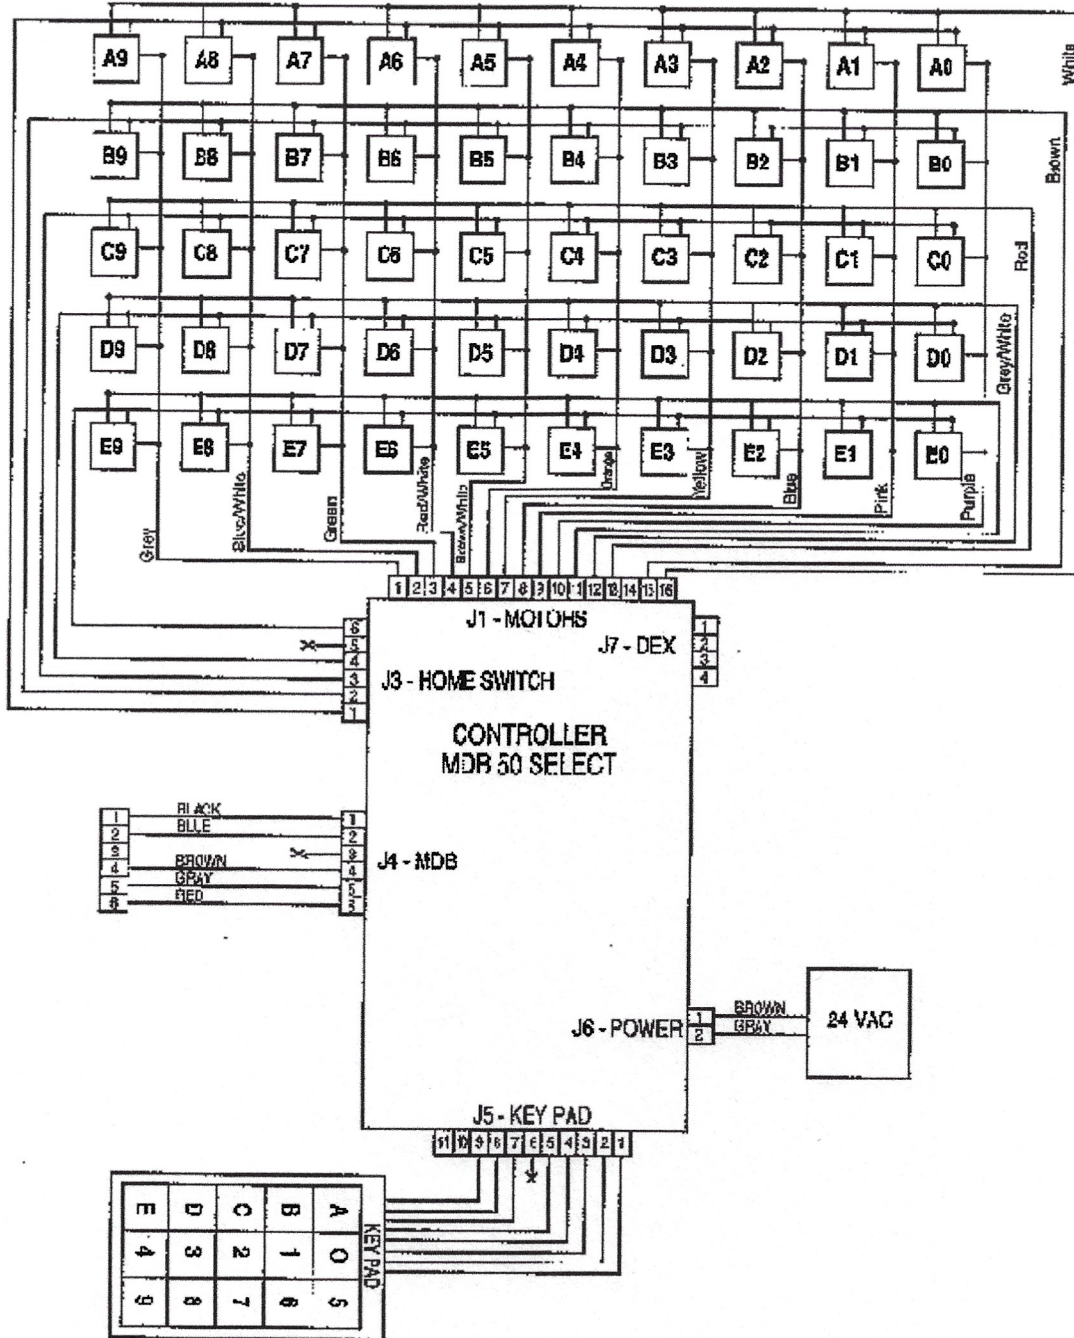 A9 A8 A7 A6 A5 A4 A3 A2 A1 A0
White
B9 B8 B7 B6 B5 B4 B3 B2 B1 B0
Brown
C9 C8 C7 C6 C5 C4 C3 C2 C1 C0
Red
D9 D8 D7 D6 D5 D4 D3 D2 D1 D0
Grey/White
E9 E8 E7 E6 E5 E4 E3 E2 E1 E0
Grey
Blue/White
Green
Red/White
Brown/White
Orange
Yellow
Blue
Pink
Purple
1 2 3 4 5 6 7 8 9 10 11 12 13 14 15 16
J1 - MOTORS
6
5
4
3
2
1
J3 - HOME SWITCH
J7 - DEX
1
2
3
4
CONTROLLER
MDB 50 SELECT
1 BLACK 1
2 BLUE 2
3 3
4 BROWN 4
5 GRAY 5
6 RED
J4 - MDB
J6 - POWER
1 BROWN
2 GRAY
24 VAC
J5 - KEY PAD
11 10 9 8 7 6 5 4 3 2 1
KEY PAD
A B C D E
0 1 2 3 4
5 6 7 8 9